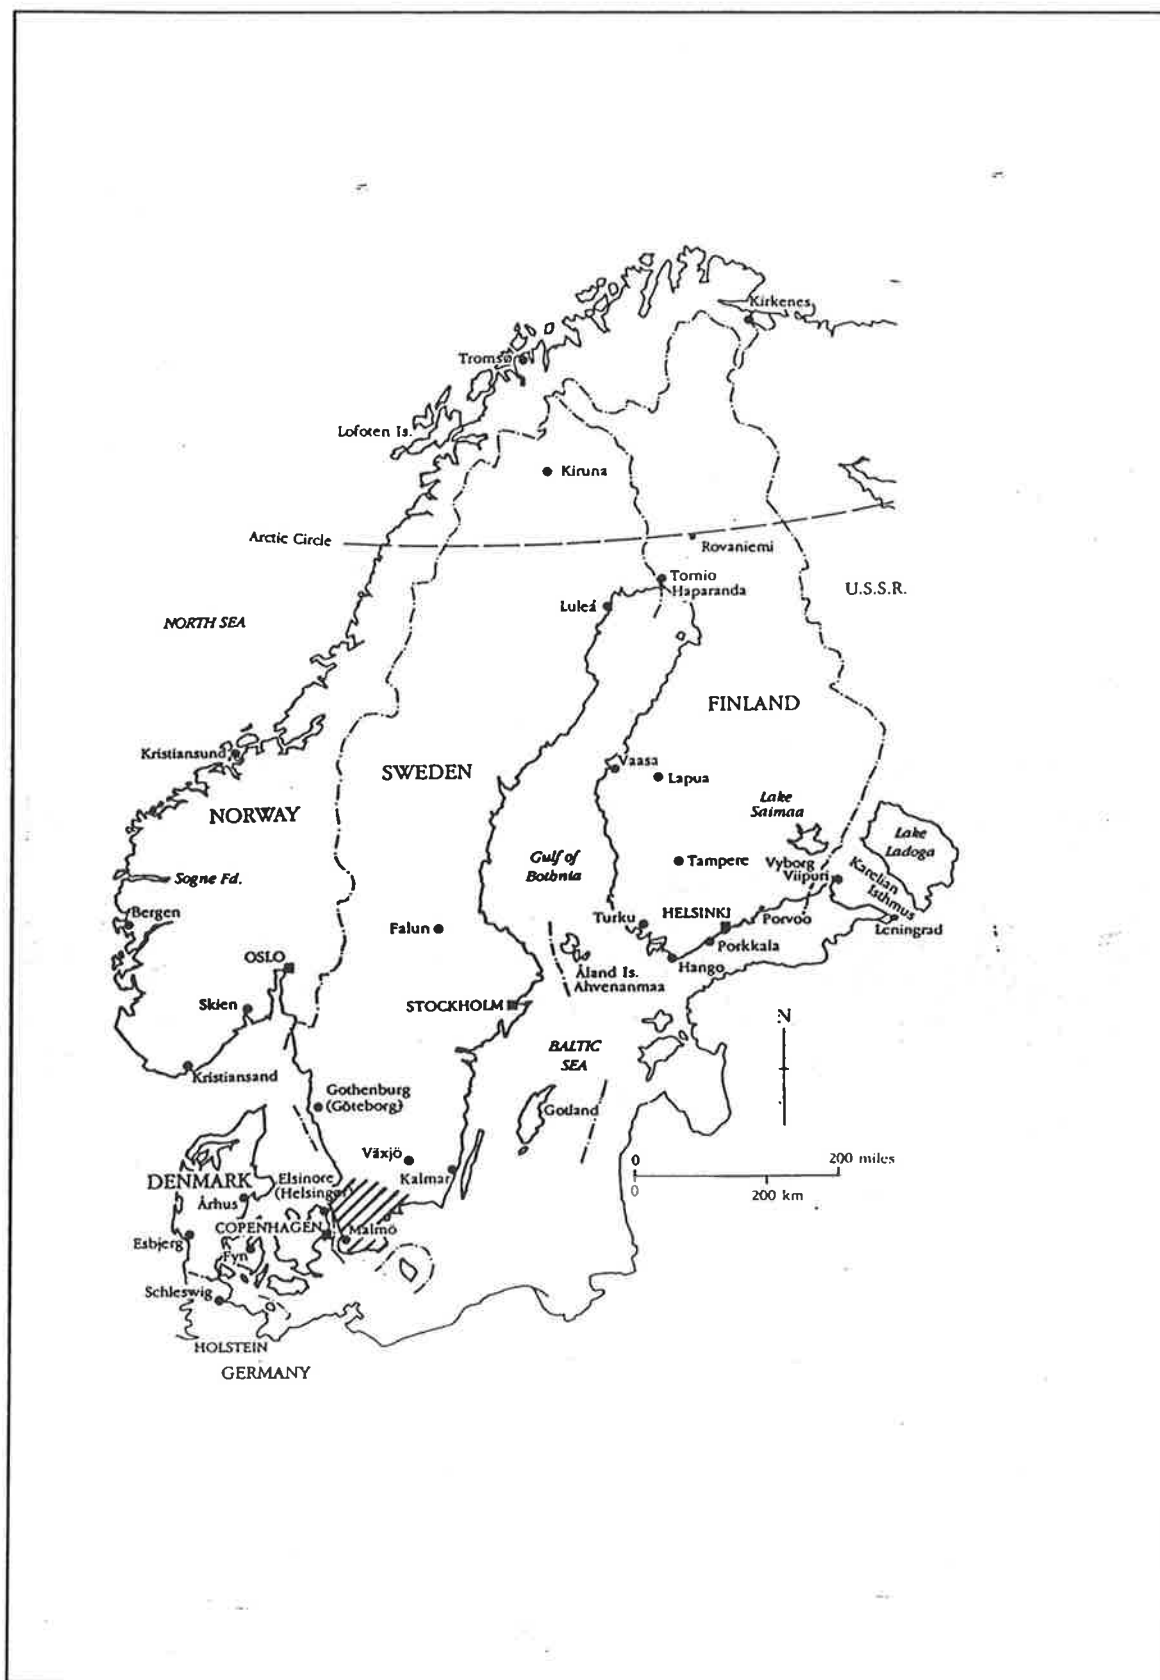 Kirkenes
Tromsø
Lofoten Is.
Kiruna
Arctic Circle
Rovaniemi
Tornio
Haparanda
Luleå
U.S.S.R.
NORTH SEA
FINLAND
Kristiansund
Vaasa
SWEDEN
Lapua
NORWAY
Lake
Saimaa
Lake
Ladoga
Gulf of
Bothnia
Tampere
Vyborg
Viipuri
Karelian
Isthmus
Sogne Fd.
Bergen
Turku
HELSINKI
Porvoo
Leningrad
Falun
Porkkala
Hango
OSLO
Åland Is.
Ahvenanmaa
Skien
STOCKHOLM
N
BALTIC
SEA
Kristiansand
Gothenburg
(Göteborg)
Gotland
Växjö
Kalmar
0
200 miles
0
200 km
DENMARK
Elsinore
(Helsingør)
Århus
COPENHAGEN
Malmö
Esbjerg
Fyn
Schleswig
HOLSTEIN
GERMANY